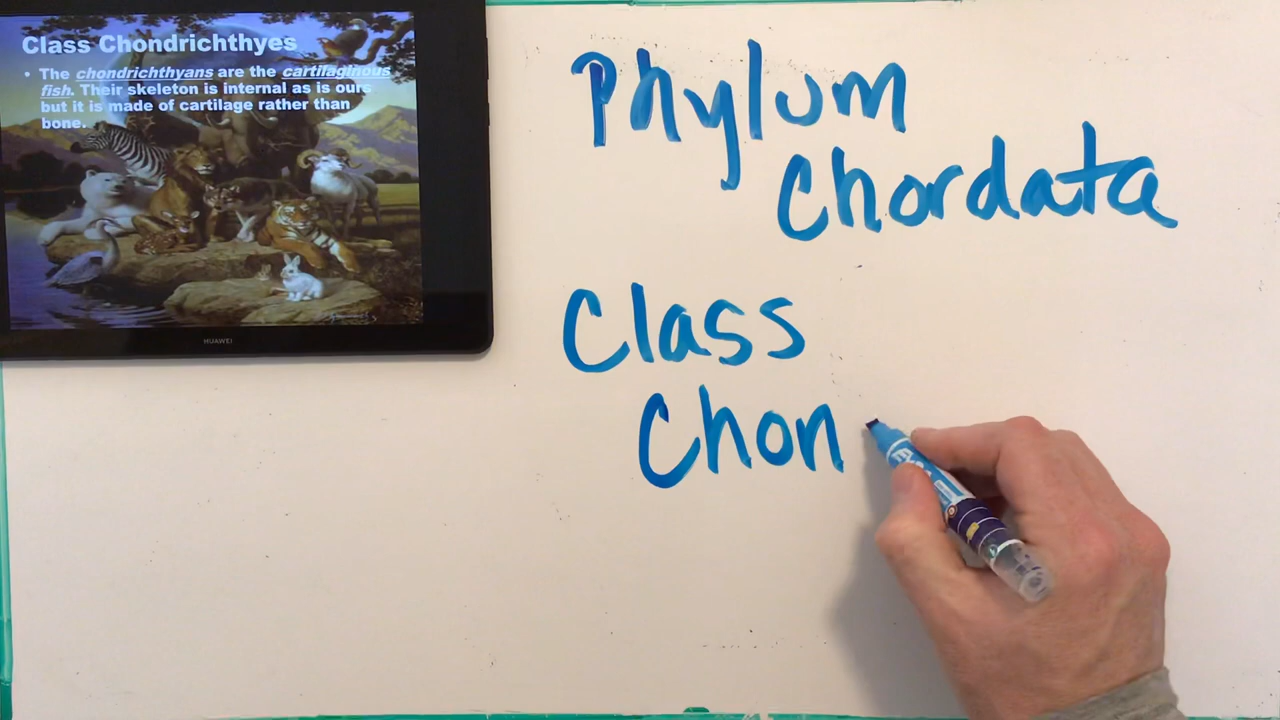 Class Chondrichthyes
• The chondrichthyans are the cartilaginous
fish. Their skeleton is internal as is ours
but it is made of cartilage rather than
bone.
HUAWEI
Phylum
Chordata
Class
Chon